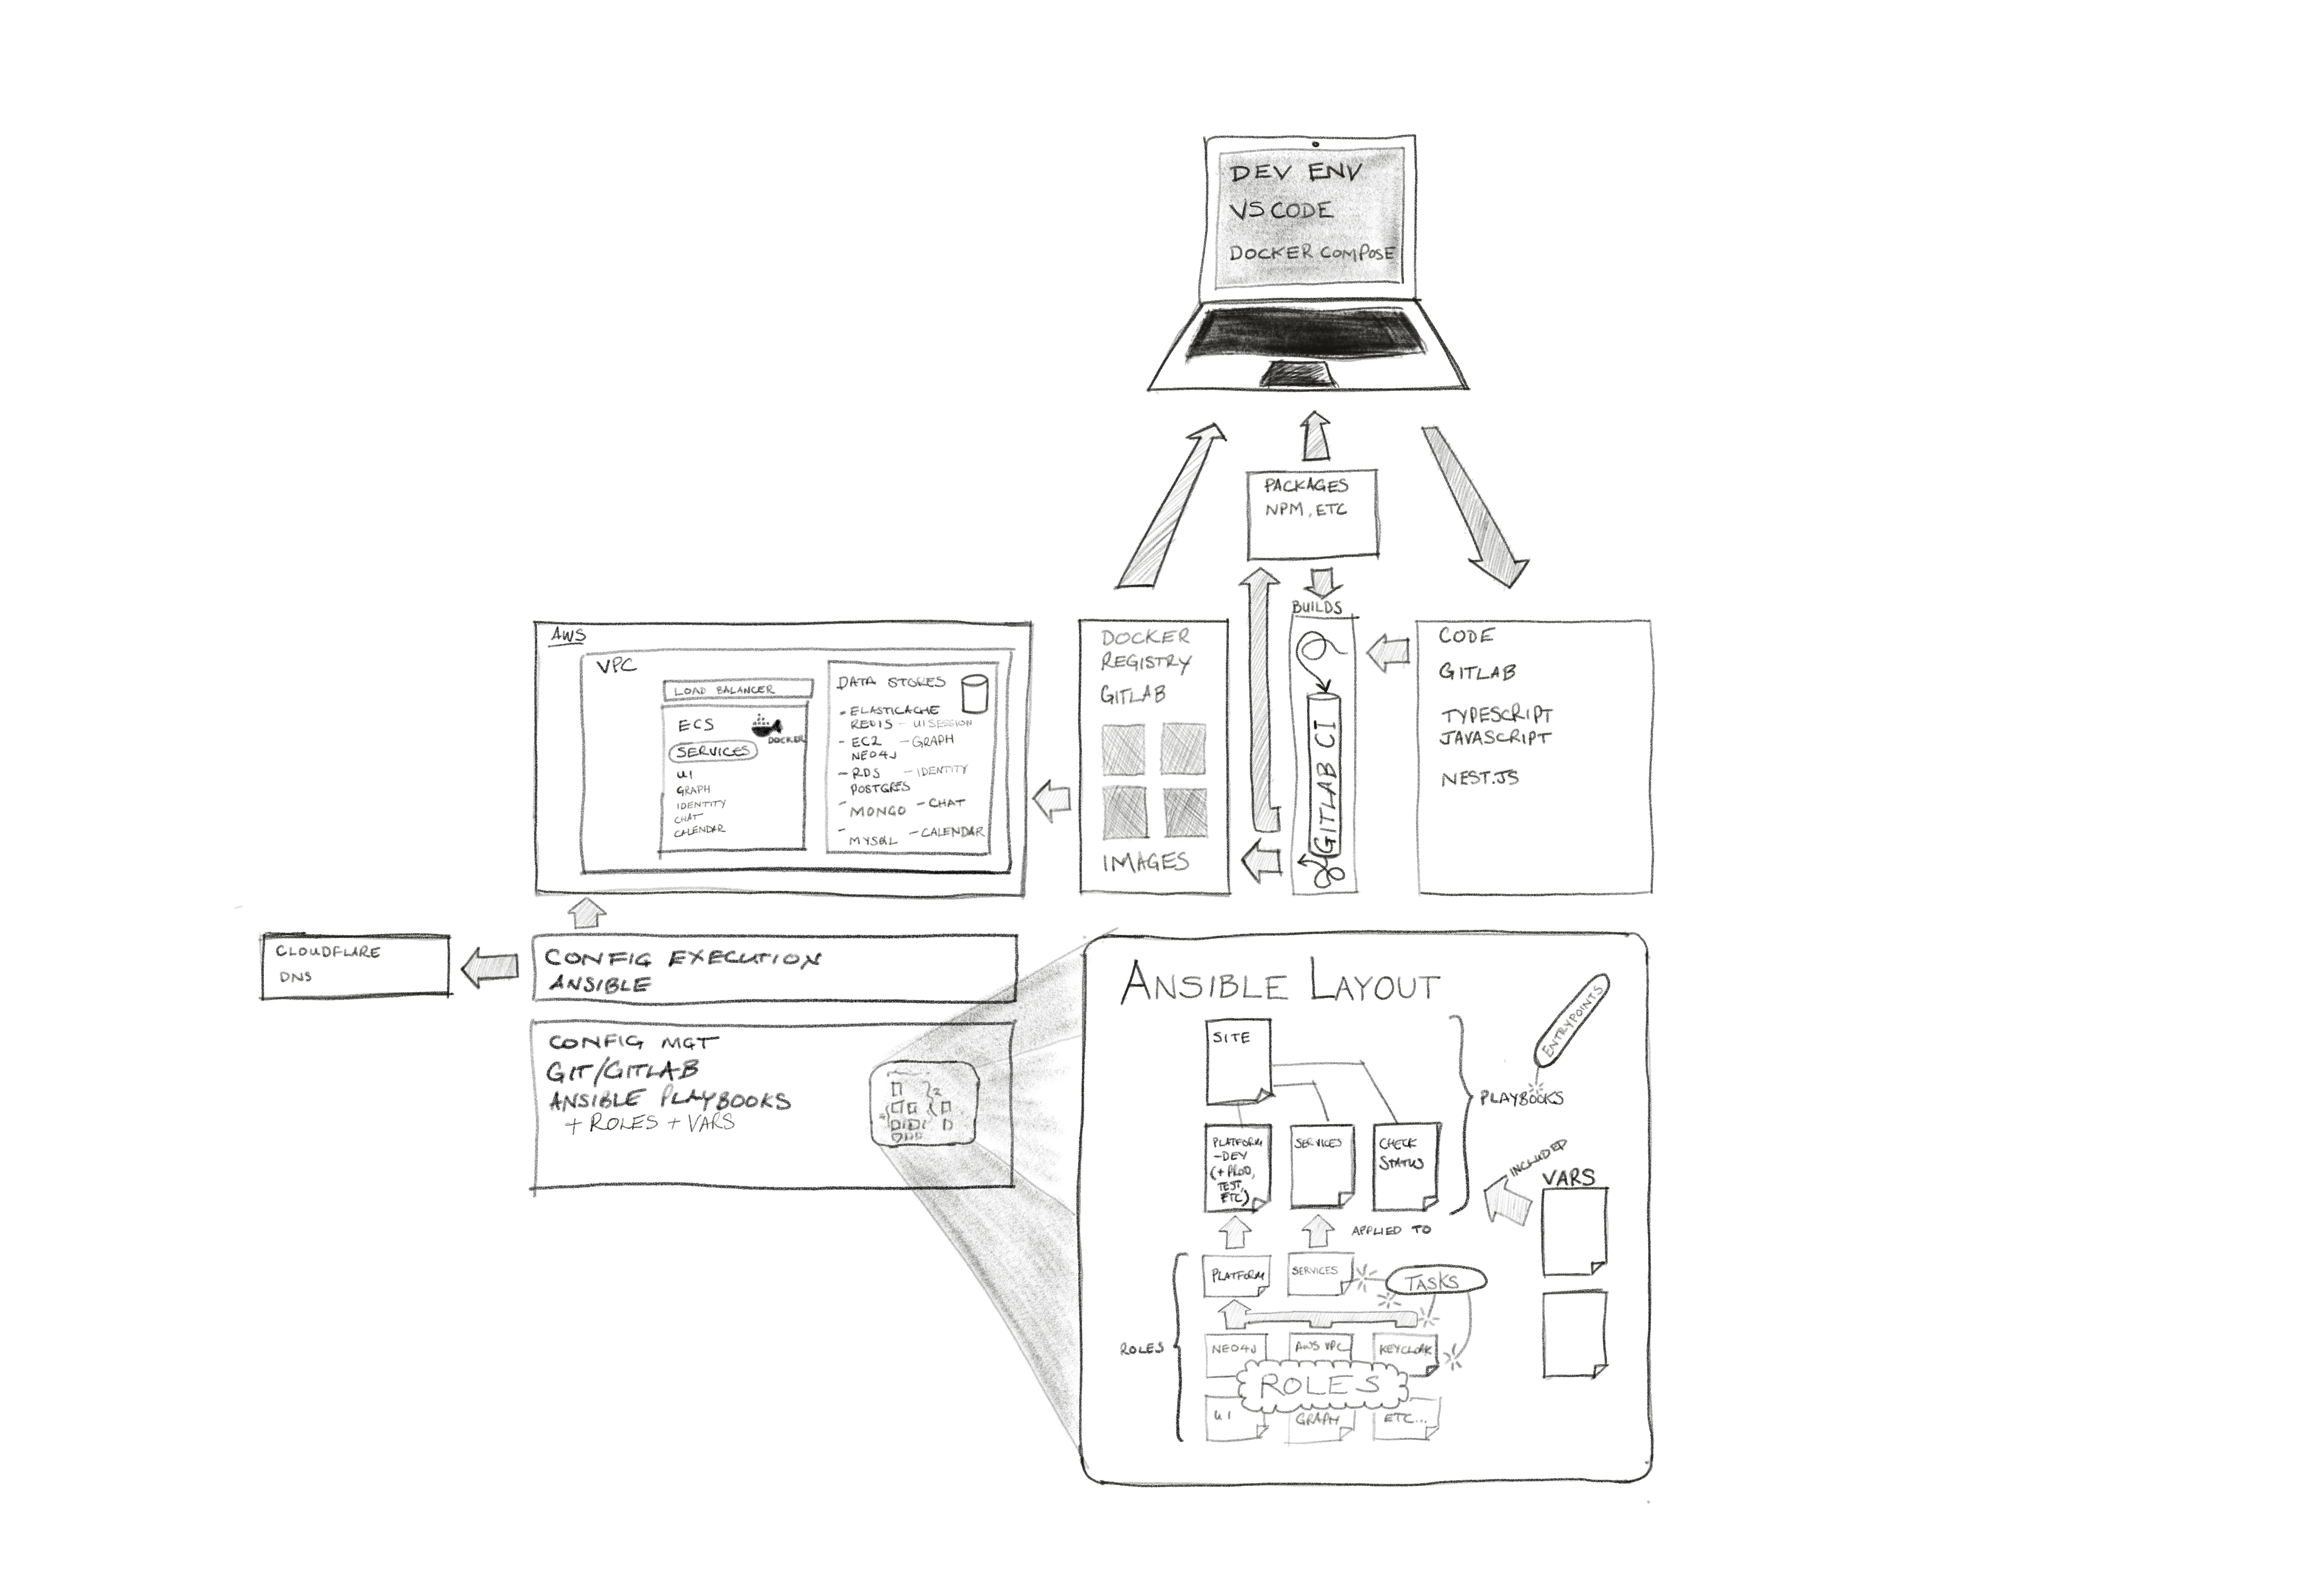 DEV ENV
VS CODE
DOCKER COMPOSE
PACKAGES
NPM, ETC
BUILDS
AWS
VPC
LOAD BALANCER
ECS
DOCKER
SERVICES
UI
GRAPH
IDENTITY
CHAT
CALENDAR
DATA STORES
- ELASTICACHE
REDIS - UI SESSION
- EC2 - GRAPH
NEO4J
- RDS - IDENTITY
POSTGRES
- MONGO - CHAT
- MYSQL - CALENDAR
DOCKER
REGISTRY
GITLAB
IMAGES
GITLAB CI
CODE
GITLAB
TYPESCRIPT
JAVASCRIPT
NEST.JS
CLOUDFLARE
DNS
CONFIG EXECUTION
ANSIBLE
CONFIG MGT
GIT/GITLAB
ANSIBLE PLAYBOOKS
+ ROLES + VARS
ANSIBLE LAYOUT
SITE
ENTRYPOINTS
PLAYBOOKS
PLATFORM
-DEV
(+ PROD,
TEST,
ETC)
SERVICES
CHECK
STATUS
INCLUDED
VARS
APPLIED TO
ROLES
PLATFORM
SERVICES
TASKS
NEO4J
AWS VPC
KEYCLOAK
ROLES
UI
GRAPH
ETC...